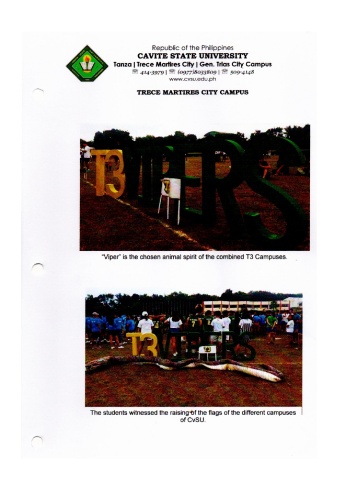 Republic of the Philippines
CAVITE STATE UNIVERSITY
Tanza | Trece Martires City | Gen. Trias City Campus
☏ 414-3979 | ☏ (0977)8033809 | ☏ 509-4148
www.cvsu.edu.ph
TRECE MARTIRES CITY CAMPUS
T3 VIPERS
"Viper" is the chosen animal spirit of the combined T3 Campuses.
T3 VIPERS
The students witnessed the raising of the flags of the different campuses
of CvSU.